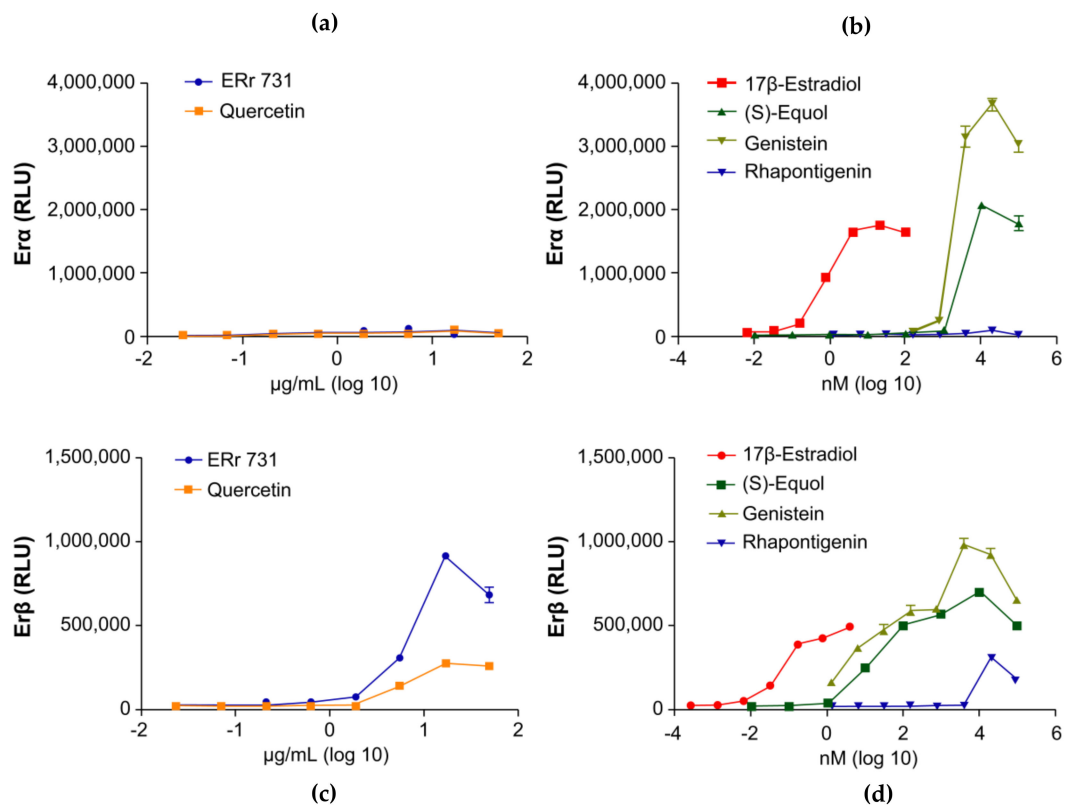 (a)
ERr 731
Quercetin
4,000,000
3,000,000
2,000,000
1,000,000
0
Erα (RLU)
-2
-1
0
1
2
µg/mL (log 10)
(b)
17β-Estradiol
(S)-Equol
Genistein
Rhapontigenin
4,000,000
3,000,000
2,000,000
1,000,000
0
Erα (RLU)
-4
-2
0
2
4
6
nM (log 10)
ERr 731
Quercetin
1,500,000
1,000,000
500,000
0
Erβ (RLU)
-2
-1
0
1
2
µg/mL (log 10)
(c)
17β-Estradiol
(S)-Equol
Genistein
Rhapontigenin
1,500,000
1,000,000
500,000
0
Erβ (RLU)
-4
-2
0
2
4
6
nM (log 10)
(d)